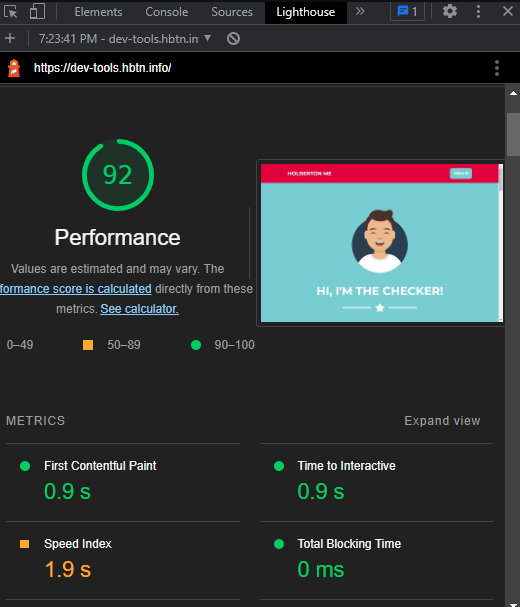 Elements Console Sources Lighthouse » 1
+ 7:23:41 PM - dev-tools.hbtn.in
https://dev-tools.hbtn.info/
92
Performance
Values are estimated and may vary. The
formance score is calculated directly from these
metrics. See calculator.
0–49 50–89 90–100
HOLBERTON ME
HI, I'M THE CHECKER!
METRICS Expand view
First Contentful Paint
0.9 s
Time to Interactive
0.9 s
Speed Index
1.9 s
Total Blocking Time
0 ms